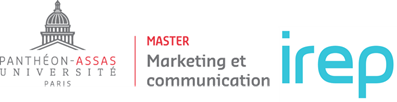 PANTHÉON-ASSAS
UNIVERSITÉ
PARIS
MASTER
Marketing et
communication
irep